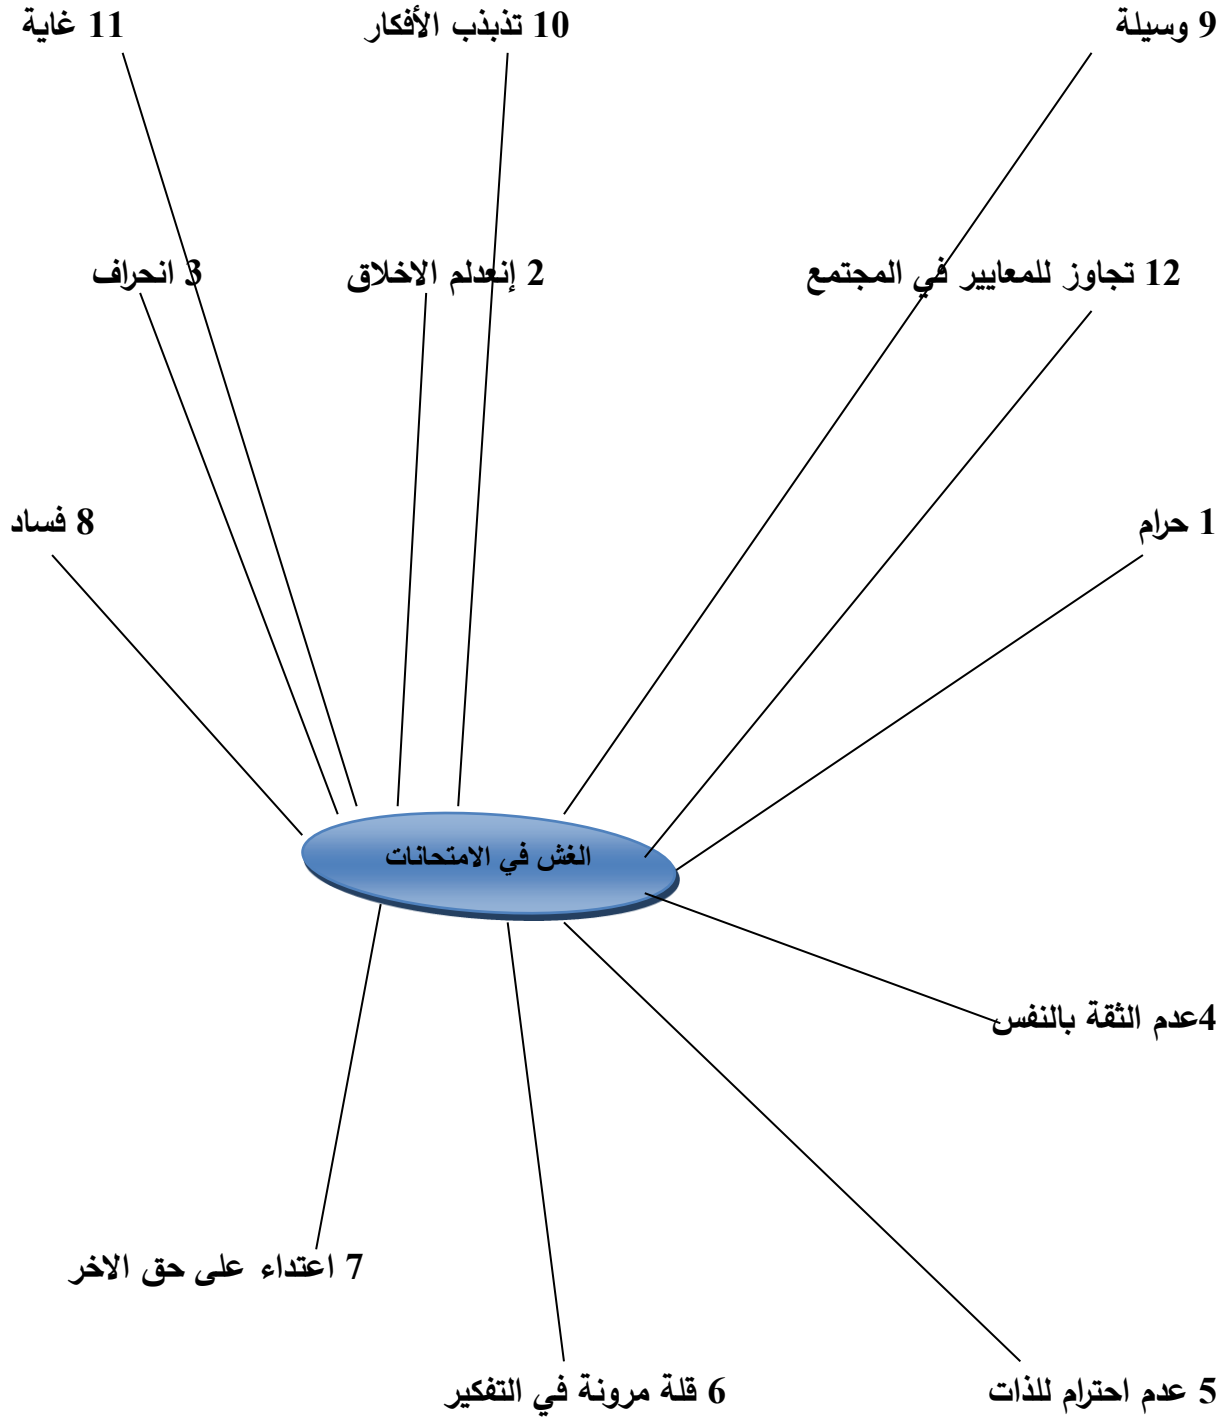 9 وسيلة
10 تذبذب الأفكار
11 غاية
12 تجاوز للمعايير في المجتمع
2 إنعدلم الاخلاق
3 انحراف
1 حرام
8 فساد
الغش في الامتحانات
4عدم الثقة بالنفس
7 اعتداء على حق الاخر
5 عدم احترام للذات
6 قلة مرونة في التفكير